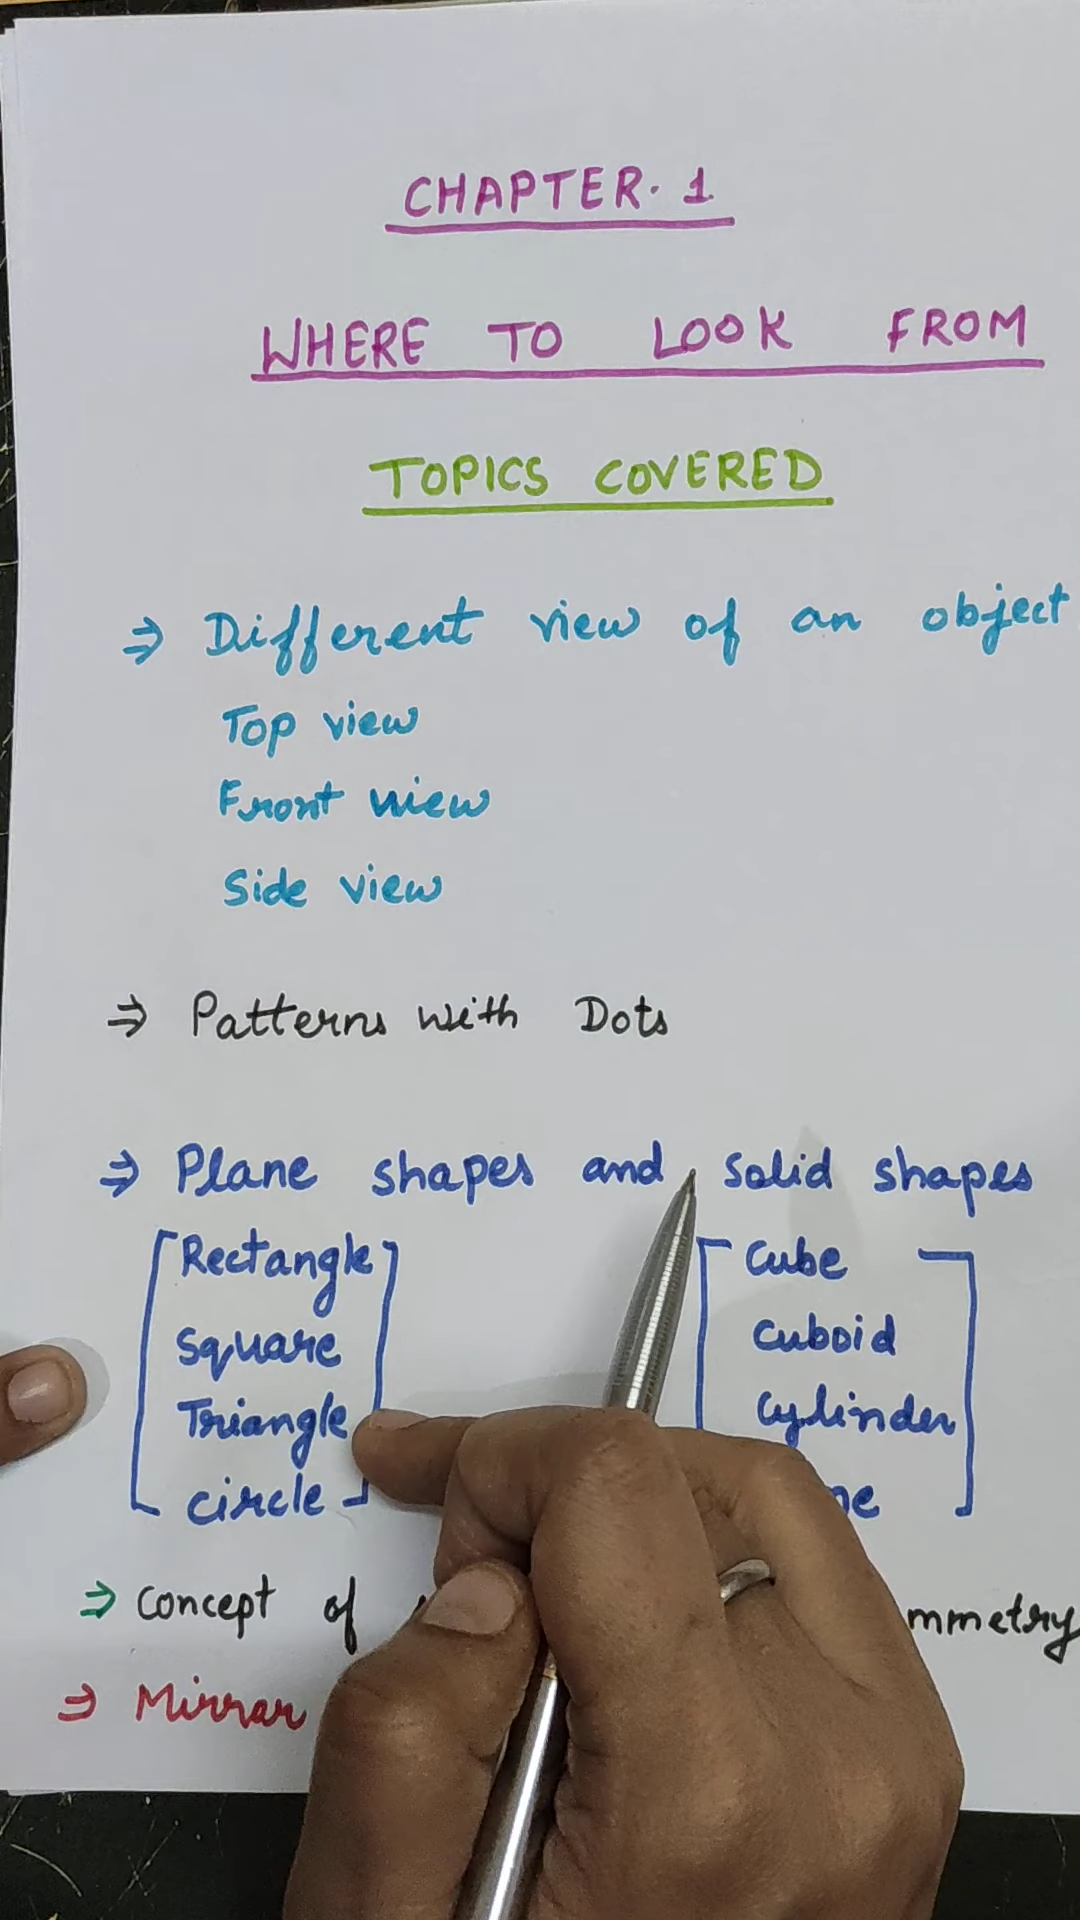 CHAPTER. 1
WHERE TO LOOK FROM
TOPICS COVERED
⇒ Different view of an object
Top view
Front view
Side view
⇒ Patterns with Dots
⇒ Plane shapes and solid shapes
Rectangle Cube
Square Cuboid
Triangle Cylinder
circle
⇒ Concept of
⇒ Mirrar